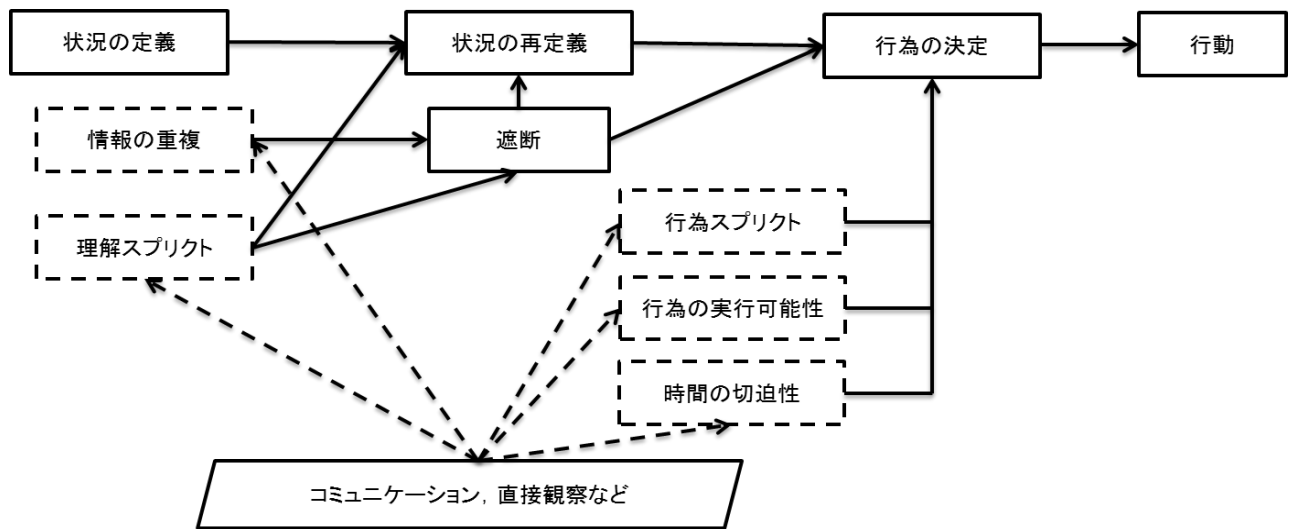 状況の定義
状況の再定義
行為の決定
行動
情報の重複
遮断
理解スプリクト
行為スプリクト
行為の実行可能性
時間の切迫性
コミュニケーション, 直接観察など